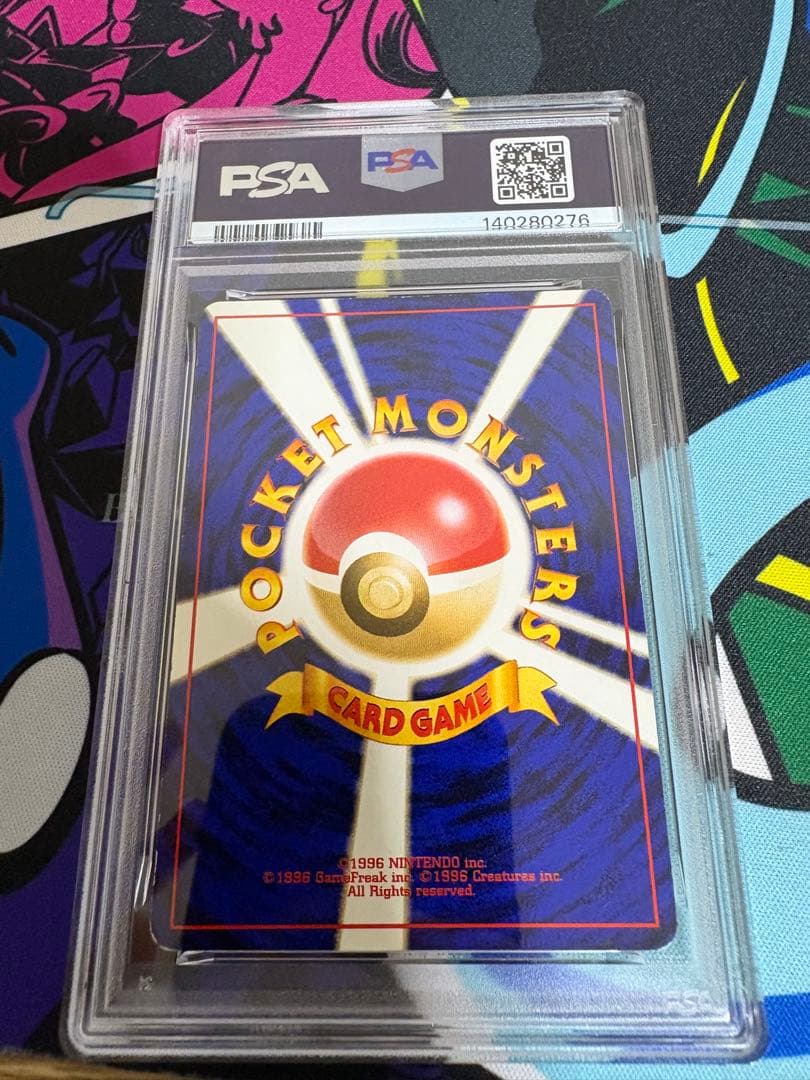 PSA
PSA
140280276
POCKET MONSTERS
CARD GAME
©1996 NINTENDO inc.
©1996 GameFreak inc. ©1996 Creatures inc.
All Rights reserved.
PSA